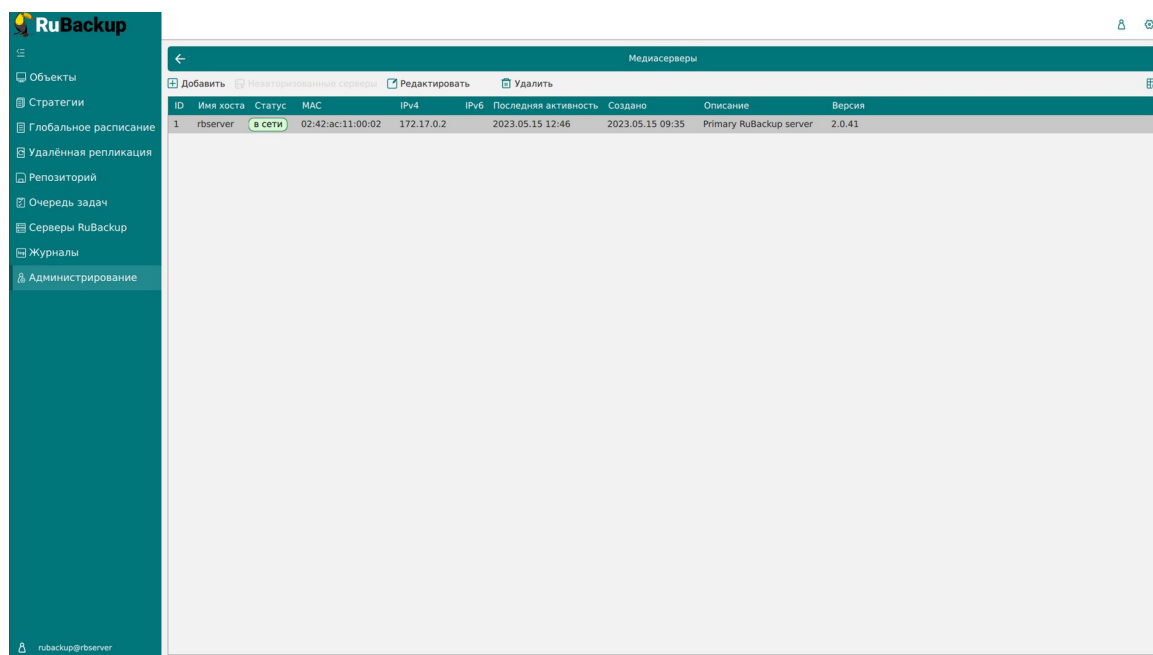 RuBackup
Медиасерверы
Объекты
Стратегии
Глобальное расписание
Удалённая репликация
Репозиторий
Очередь задач
Серверы RuBackup
Журналы
Администрирование
Добавить Неавторизованные серверы Редактировать Удалить
ID Имя хоста Статус MAC IPv4 IPv6 Последняя активность Создано Описание Версия
1 rbserver в сети 02:42:ac:11:00:02 172.17.0.2 2023.05.15 12:46 2023.05.15 09:35 Primary RuBackup server 2.0.41
rubackup@rbserver